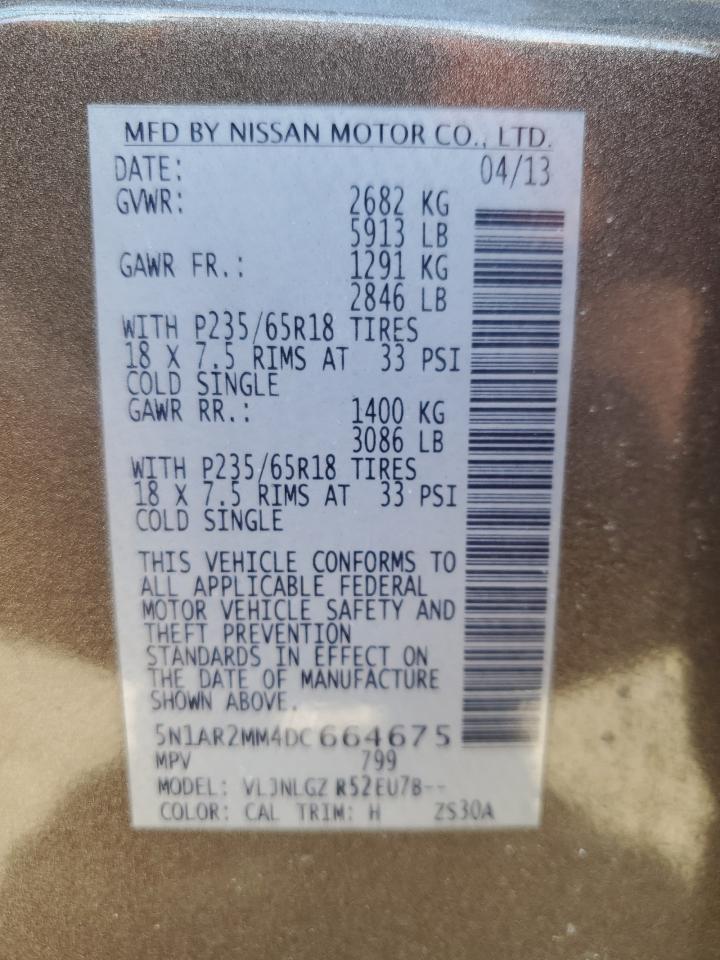 MFD BY NISSAN MOTOR CO., LTD.
DATE: 04/13
GVWR: 2682 KG
5913 LB
GAWR FR.: 1291 KG
2846 LB
WITH P235/65R18 TIRES
18 X 7.5 RIMS AT 33 PSI
COLD SINGLE
GAWR RR.: 1400 KG
3086 LB
WITH P235/65R18 TIRES
18 X 7.5 RIMS AT 33 PSI
COLD SINGLE
THIS VEHICLE CONFORMS TO
ALL APPLICABLE FEDERAL
MOTOR VEHICLE SAFETY AND
THEFT PREVENTION
STANDARDS IN EFFECT ON
THE DATE OF MANUFACTURE
SHOWN ABOVE.
5N1AR2MM4DC664675
MPV 799
MODEL: VLJNLGZ R52EU7B--
COLOR: CAL TRIM: H ZS30A